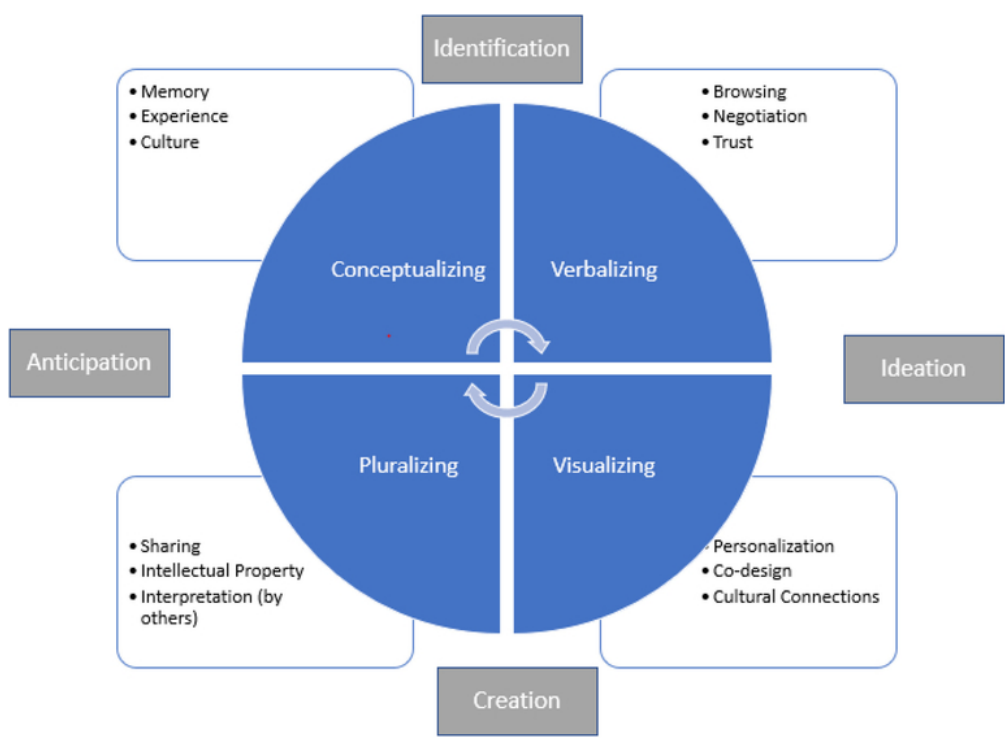 Identification
• Memory
• Experience
• Culture
• Browsing
• Negotiation
• Trust
Conceptualizing
Verbalizing
Anticipation
Ideation
Pluralizing
Visualizing
• Sharing
• Intellectual Property
• Interpretation (by
others)
• Personalization
• Co-design
• Cultural Connections
Creation